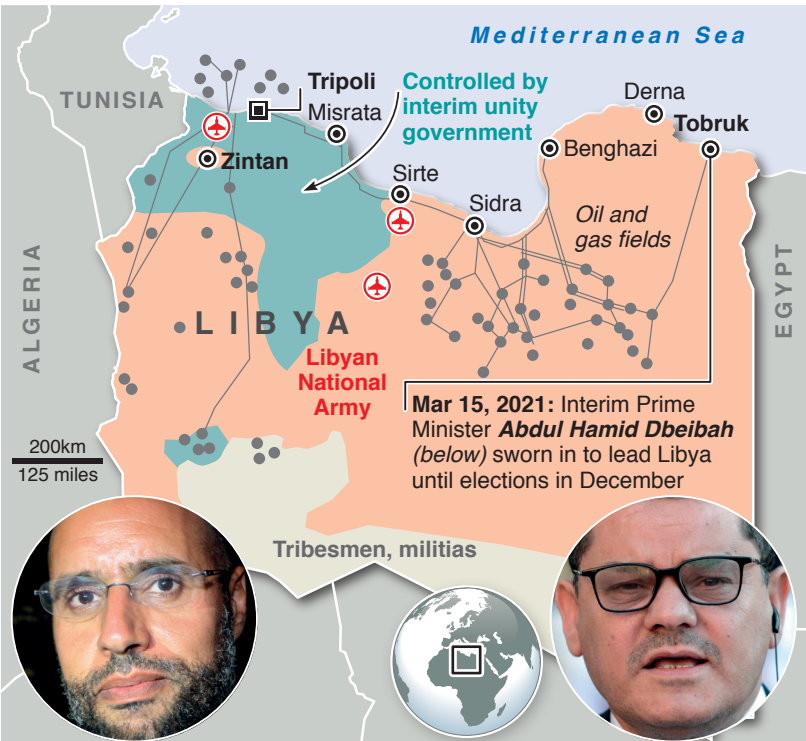 Mediterranean Sea
TUNISIA
Tripoli
Misrata
Controlled by
interim unity
government
Derna
Tobruk
Zintan
Benghazi
Sirte
Sidra
Oil and
gas fields
ALGERIA
EGYPT
LIBYA
Libyan
National
Army
Mar 15, 2021: Interim Prime
Minister Abdul Hamid Dbeibah
(below) sworn in to lead Libya
until elections in December
200km
125 miles
Tribesmen, militias